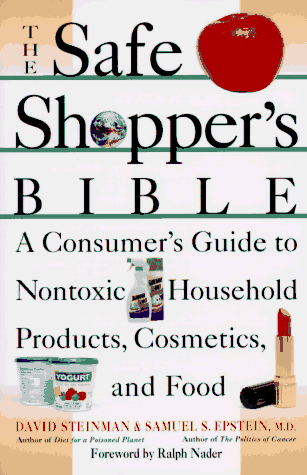 THE Safe
Shopper's
BIBLE
A Consumer's Guide to
Nontoxic Household
Products, Cosmetics,
YOGURT
and Food
DAVID STEINMAN & SAMUEL S. EPSTEIN, M.D.
Author of Diet for a Poisoned Planet Author of The Politics of Cancer
Foreword by Ralph Nader